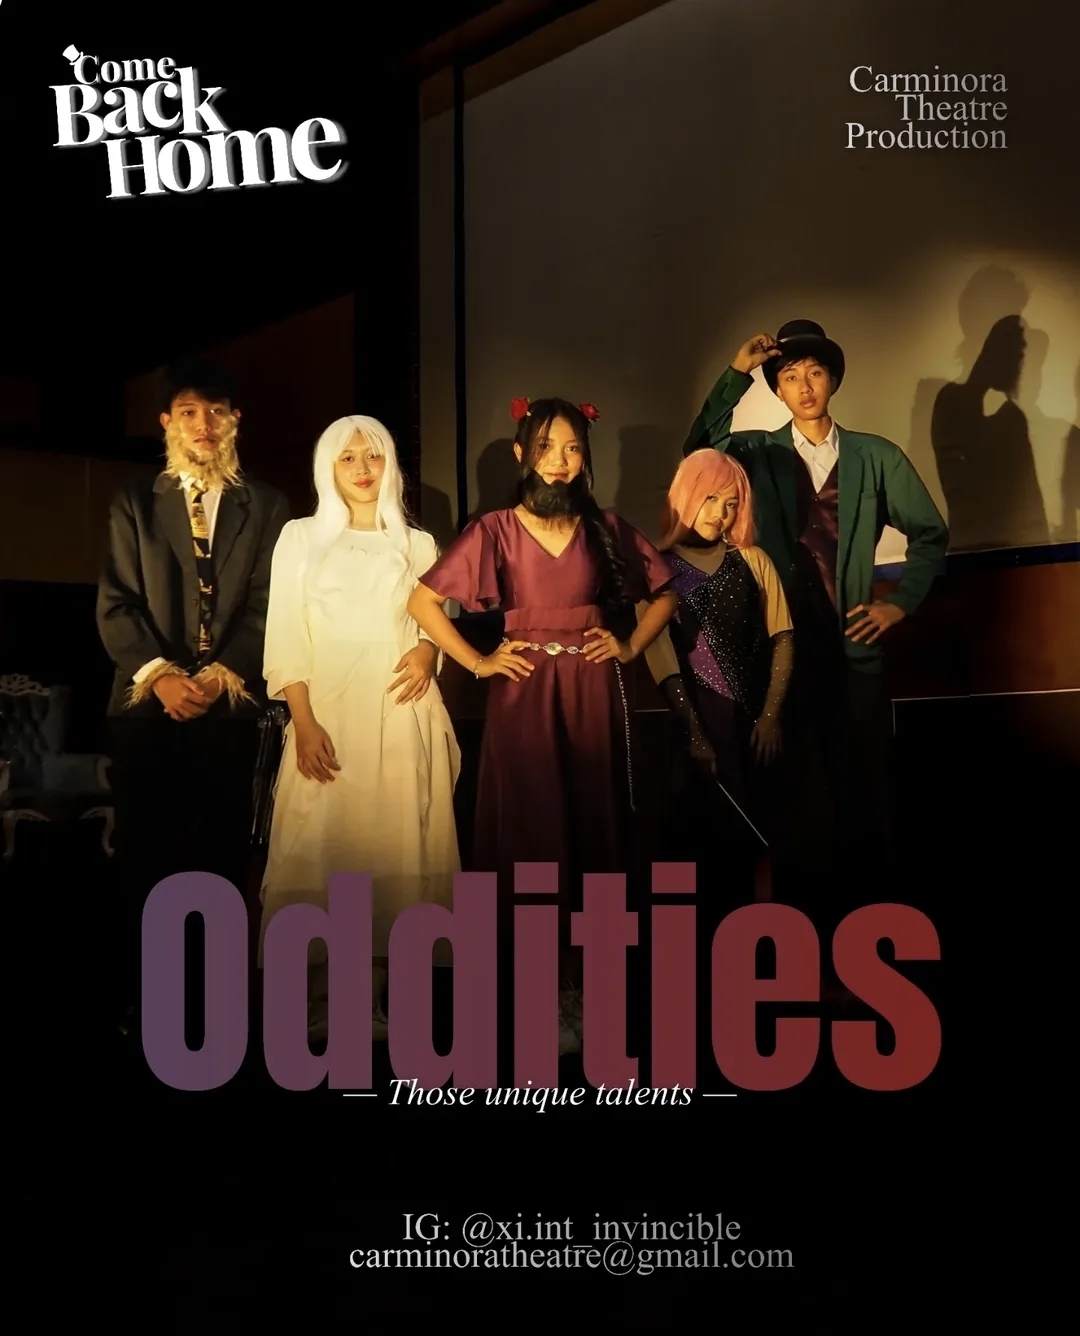 Come
Back
Home
Carminora
Theatre
Production
Oddities
— Those unique talents —
IG: @xi.int_invincible
carminoratheatre@gmail.com